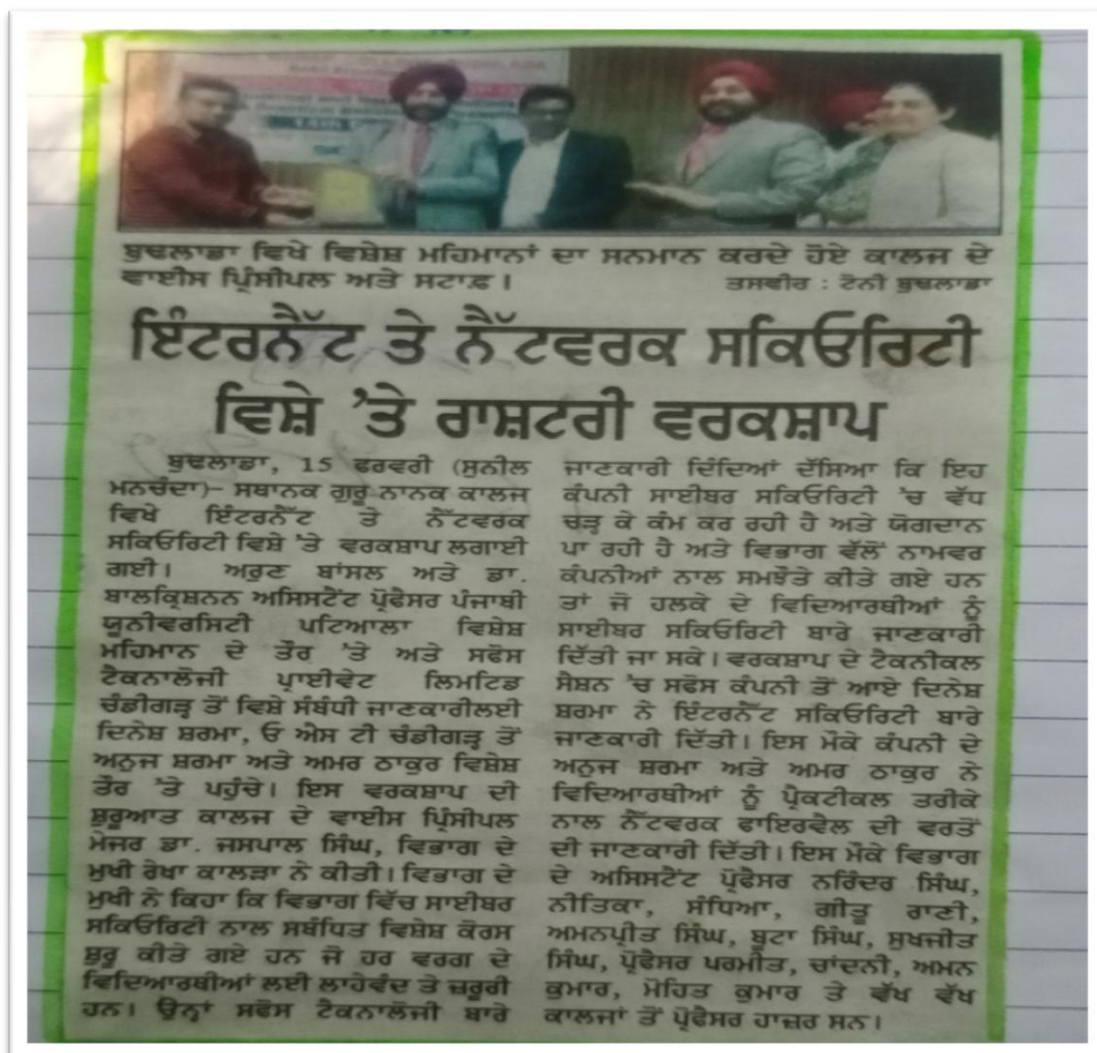 ਬੁਢਲਾਡਾ ਵਿਖੇ ਵਿਸ਼ੇਸ਼ ਮਹਿਮਾਨਾਂ ਦਾ ਸਨਮਾਨ ਕਰਦੇ ਹੋਏ ਕਾਲਜ ਦੇ
ਵਾਈਸ ਪ੍ਰਿੰਸੀਪਲ ਅਤੇ ਸਟਾਫ਼। ਤਸਵੀਰ : ਟੋਨੀ ਬੁਢਲਾਡਾ
ਇੰਟਰਨੈੱਟ ਤੇ ਨੈੱਟਵਰਕ ਸਕਿਓਰਿਟੀ
ਵਿਸ਼ੇ 'ਤੇ ਰਾਸ਼ਟਰੀ ਵਰਕਸ਼ਾਪ
ਬੁਢਲਾਡਾ, 15 ਫਰਵਰੀ (ਸੁਨੀਲ
ਮਨਚੰਦਾ)– ਸਥਾਨਕ ਗੁਰੂ ਨਾਨਕ ਕਾਲਜ
ਵਿਖੇ ਇੰਟਰਨੈੱਟ ਤੇ ਨੈੱਟਵਰਕ
ਸਕਿਓਰਿਟੀ ਵਿਸ਼ੇ 'ਤੇ ਵਰਕਸ਼ਾਪ ਲਗਾਈ
ਗਈ। ਅਰੁਣ ਬਾਂਸਲ ਅਤੇ ਡਾ.
ਬਾਲਕ੍ਰਿਸ਼ਨਨ ਅਸਿਸਟੈਂਟ ਪ੍ਰੋਫੈਸਰ ਪੰਜਾਬੀ
ਯੂਨੀਵਰਸਿਟੀ ਪਟਿਆਲਾ ਵਿਸ਼ੇਸ਼
ਮਹਿਮਾਨ ਦੇ ਤੌਰ 'ਤੇ ਅਤੇ ਸਫੋਸ
ਟੈਕਨਾਲੋਜੀ ਪ੍ਰਾਈਵੇਟ ਲਿਮਟਿਡ
ਚੰਡੀਗੜ੍ਹ ਤੋਂ ਵਿਸ਼ੇ ਸੰਬੰਧੀ ਜਾਣਕਾਰੀਲਈ
ਦਿਨੇਸ਼ ਸ਼ਰਮਾ, ਓ ਐਸ ਟੀ ਚੰਡੀਗੜ੍ਹ ਤੋਂ
ਅਨੁਜ ਸ਼ਰਮਾ ਅਤੇ ਅਮਰ ਠਾਕੁਰ ਵਿਸ਼ੇਸ਼
ਤੌਰ 'ਤੇ ਪਹੁੰਚੇ। ਇਸ ਵਰਕਸ਼ਾਪ ਦੀ
ਸ਼ੁਰੂਆਤ ਕਾਲਜ ਦੇ ਵਾਈਸ ਪ੍ਰਿੰਸੀਪਲ
ਮੇਜਰ ਡਾ. ਜਸਪਾਲ ਸਿੰਘ, ਵਿਭਾਗ ਦੇ
ਮੁਖੀ ਰੇਖਾ ਕਾਲੜਾ ਨੇ ਕੀਤੀ। ਵਿਭਾਗ ਦੇ
ਮੁਖੀ ਨੇ ਕਿਹਾ ਕਿ ਵਿਭਾਗ ਵਿੱਚ ਸਾਈਬਰ
ਸਕਿਓਰਿਟੀ ਨਾਲ ਸਬੰਧਿਤ ਵਿਸ਼ੇਸ਼ ਕੋਰਸ
ਸ਼ੁਰੂ ਕੀਤੇ ਗਏ ਹਨ ਜੋ ਹਰ ਵਰਗ ਦੇ
ਵਿਦਿਆਰਥੀਆਂ ਲਈ ਲਾਹੇਵੰਦ ਤੇ ਜ਼ਰੂਰੀ
ਹਨ। ਉਨ੍ਹਾਂ ਸਫੋਸ ਟੈਕਨਾਲੋਜੀ ਬਾਰੇ
ਜਾਣਕਾਰੀ ਦਿੰਦਿਆਂ ਦੱਸਿਆ ਕਿ ਇਹ
ਕੰਪਨੀ ਸਾਈਬਰ ਸਕਿਓਰਿਟੀ 'ਚ ਵੱਧ
ਚੜ੍ਹ ਕੇ ਕੰਮ ਕਰ ਰਹੀ ਹੈ ਅਤੇ ਯੋਗਦਾਨ
ਪਾ ਰਹੀ ਹੈ ਅਤੇ ਵਿਭਾਗ ਵੱਲੋਂ ਨਾਮਵਰ
ਕੰਪਨੀਆਂ ਨਾਲ ਸਮਝੌਤੇ ਕੀਤੇ ਗਏ ਹਨ
ਤਾਂ ਜੋ ਹਲਕੇ ਦੇ ਵਿਦਿਆਰਥੀਆਂ ਨੂੰ
ਸਾਈਬਰ ਸਕਿਓਰਿਟੀ ਬਾਰੇ ਜਾਣਕਾਰੀ
ਦਿੱਤੀ ਜਾ ਸਕੇ। ਵਰਕਸ਼ਾਪ ਦੇ ਟੈਕਨੀਕਲ
ਸੈਸ਼ਨ 'ਚ ਸਫੋਸ ਕੰਪਨੀ ਤੋਂ ਆਏ ਦਿਨੇਸ਼
ਸ਼ਰਮਾ ਨੇ ਇੰਟਰਨੈੱਟ ਸਕਿਓਰਿਟੀ ਬਾਰੇ
ਜਾਣਕਾਰੀ ਦਿੱਤੀ। ਇਸ ਮੌਕੇ ਕੰਪਨੀ ਦੇ
ਅਨੁਜ ਸ਼ਰਮਾ ਅਤੇ ਅਮਰ ਠਾਕੁਰ ਨੇ
ਵਿਦਿਆਰਥੀਆਂ ਨੂੰ ਪ੍ਰੈਕਟੀਕਲ ਤਰੀਕੇ
ਨਾਲ ਨੈੱਟਵਰਕ ਫਾਇਰਵੈਲ ਦੀ ਵਰਤੋਂ
ਦੀ ਜਾਣਕਾਰੀ ਦਿੱਤੀ। ਇਸ ਮੌਕੇ ਵਿਭਾਗ
ਦੇ ਅਸਿਸਟੈਂਟ ਪ੍ਰੋਫੈਸਰ ਨਰਿੰਦਰ ਸਿੰਘ,
ਨੀਤਿਕਾ, ਸੰਧਿਆ, ਗੀਤੂ ਰਾਣੀ,
ਅਮਨਪ੍ਰੀਤ ਸਿੰਘ, ਬੂਟਾ ਸਿੰਘ, ਸੁਖਜੀਤ
ਸਿੰਘ, ਪ੍ਰੋਫੈਸਰ ਪਰਮੀਤ, ਚਾਂਦਨੀ, ਅਮਨ
ਕੁਮਾਰ, ਮੋਹਿਤ ਕੁਮਾਰ ਤੇ ਵੱਖ ਵੱਖ
ਕਾਲਜਾਂ ਤੋਂ ਪ੍ਰੋਫੈਸਰ ਹਾਜ਼ਰ ਸਨ।